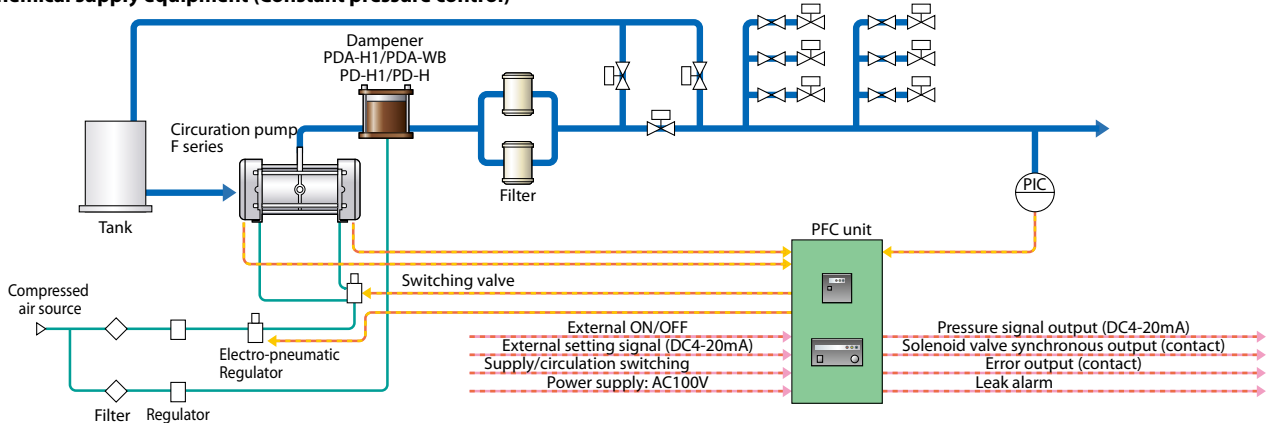 Dampener
PDA-H1/PDA-WB
PD-H1/PD-H
Circuration pump
F series
Filter
Tank
PIC
PFC unit
Switching valve
Compressed
air source
Electro-pneumatic
Regulator
Filter
Regulator
External ON/OFF
External setting signal (DC4-20mA)
Supply/circulation switching
Power supply: AC100V
Pressure signal output (DC4-20mA)
Solenoid valve synchronous output (contact)
Error output (contact)
Leak alarm